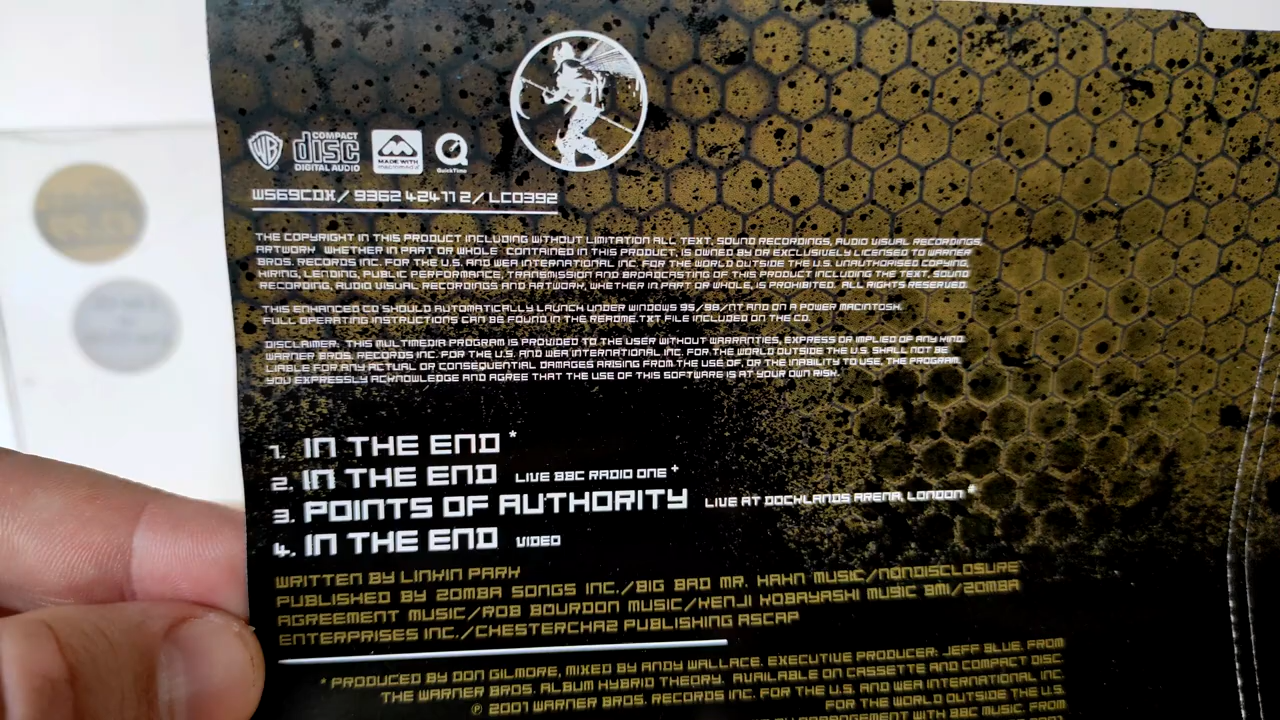 WB
COMPACT
disc
DIGITAL AUDIO
MADE WITH
macromedia
QuickTime
W569CDX / 9362 42411 2 / LC0392
THE COPYRIGHT IN THIS PRODUCT INCLUDING WITHOUT LIMITATION ALL TEXT, SOUND RECORDINGS, AUDIO VISUAL RECORDINGS,
ARTWORK WHETHER IN PART OR WHOLE CONTAINED IN THIS PRODUCT, IS OWNED BY OR EXCLUSIVELY LICENSED TO WARNER
BROS. RECORDS INC. FOR THE U.S. AND WEA INTERNATIONAL INC. FOR THE WORLD OUTSIDE THE U.S. UNAUTHORISED COPYING,
HIRING, LENDING, PUBLIC PERFORMANCE, TRANSMISSION AND BROADCASTING OF THIS PRODUCT INCLUDING THE TEXT, SOUND
RECORDING, AUDIO VISUAL RECORDINGS AND ARTWORK, WHETHER IN PART OR WHOLE, IS PROHIBITED. ALL RIGHTS RESERVED.
THIS ENHANCED CD SHOULD AUTOMATICALLY LAUNCH UNDER WINDOWS 95/98/NT AND ON A POWER MACINTOSH.
FULL OPERATING INSTRUCTIONS CAN BE FOUND IN THE README.TXT FILE INCLUDED ON THE CD.
DISCLAIMER: THIS MULTIMEDIA PROGRAM IS PROVIDED TO THE USER WITHOUT WARRANTIES, EXPRESS OR IMPLIED OF ANY KIND.
WARNER BROS. RECORDS INC. FOR THE U.S. AND WEA INTERNATIONAL INC. FOR THE WORLD OUTSIDE THE U.S. SHALL NOT BE
LIABLE FOR ANY ACTUAL OR CONSEQUENTIAL DAMAGES ARISING FROM THE USE OF, OR THE INABILITY TO USE, THE PROGRAM.
YOU EXPRESSLY ACKNOWLEDGE AND AGREE THAT THE USE OF THIS SOFTWARE IS AT YOUR OWN RISK.
1. IN THE END *
2. IN THE END LIVE BBC RADIO ONE +
3. POINTS OF AUTHORITY LIVE AT DOCKLANDS ARENA, LONDON #
4. IN THE END VIDEO
WRITTEN BY LINKIN PARK
PUBLISHED BY ZOMBA SONGS INC./BIG BAD MR. HAHN MUSIC/NONDISCLOSURE
AGREEMENT MUSIC/ROB BOURDON MUSIC/KENJI KOBAYASHI MUSIC BMI/ZOMBA
ENTERPRISES INC./CHESTERCHAZ PUBLISHING ASCAP
* PRODUCED BY DON GILMORE, MIXED BY ANDY WALLACE. EXECUTIVE PRODUCER: JEFF BLUE. FROM
THE WARNER BROS. ALBUM HYBRID THEORY. AVAILABLE ON CASSETTE AND COMPACT DISC.
℗ 2001 WARNER BROS. RECORDS INC. FOR THE U.S. AND WEA INTERNATIONAL INC.
FOR THE WORLD OUTSIDE THE U.S.
BY ARRANGEMENT WITH BBC MUSIC. FROM